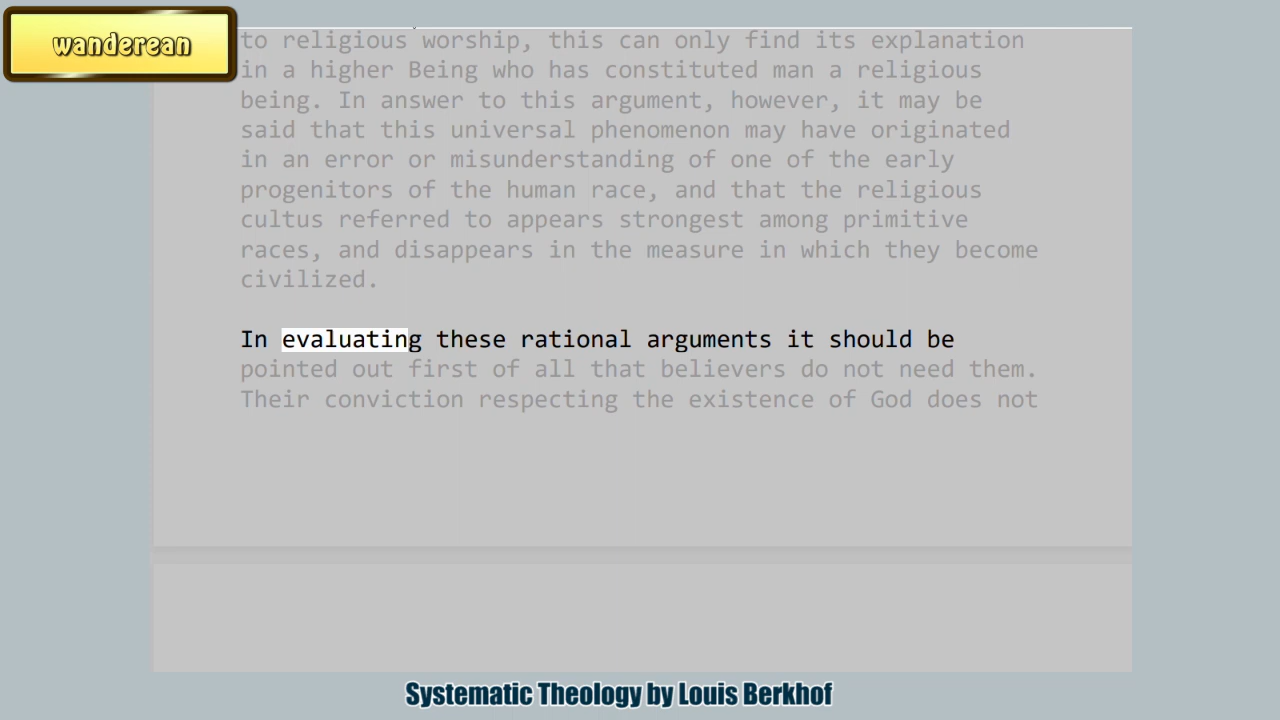 wanderean
to religious worship, this can only find its explanation
in a higher Being who has constituted man a religious
being. In answer to this argument, however, it may be
said that this universal phenomenon may have originated
in an error or misunderstanding of one of the early
progenitors of the human race, and that the religious
cultus referred to appears strongest among primitive
races, and disappears in the measure in which they become
civilized.
In evaluating these rational arguments it should be
pointed out first of all that believers do not need them.
Their conviction respecting the existence of God does not
Systematic Theology by Louis Berkhof